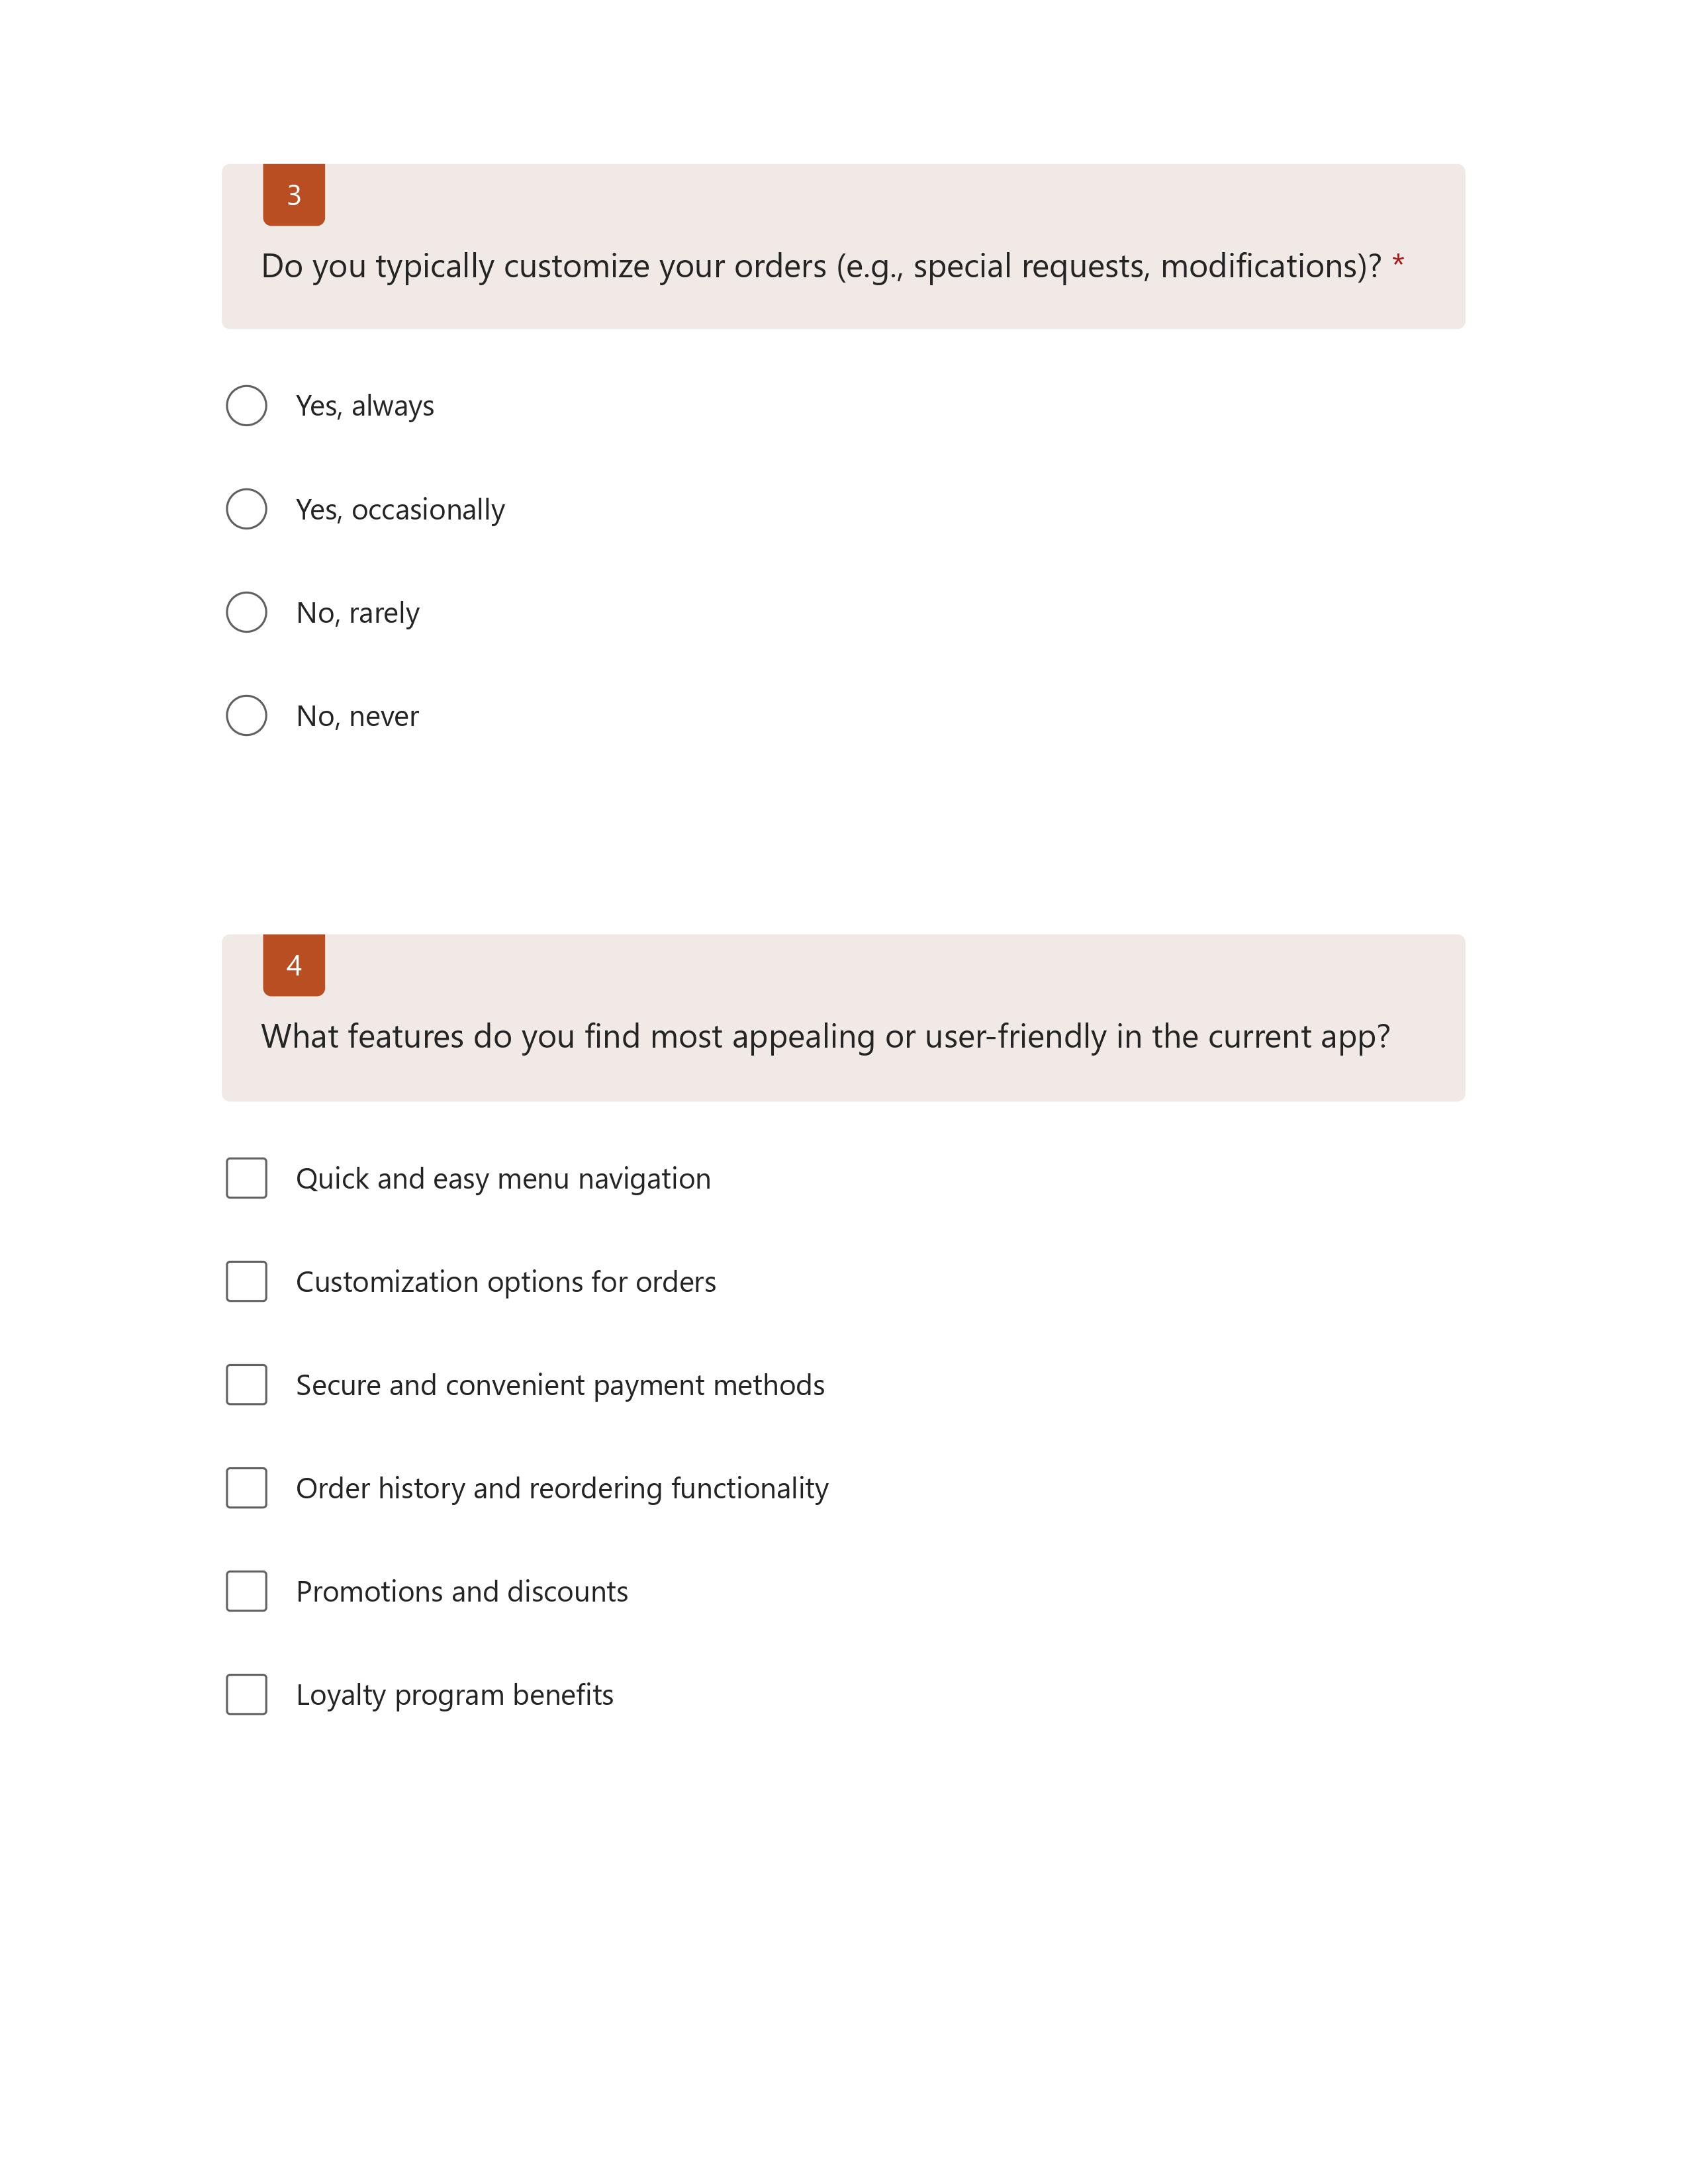 3
Do you typically customize your orders (e.g., special requests, modifications)? *
Yes, always
Yes, occasionally
No, rarely
No, never
4
What features do you find most appealing or user-friendly in the current app?
Quick and easy menu navigation
Customization options for orders
Secure and convenient payment methods
Order history and reordering functionality
Promotions and discounts
Loyalty program benefits